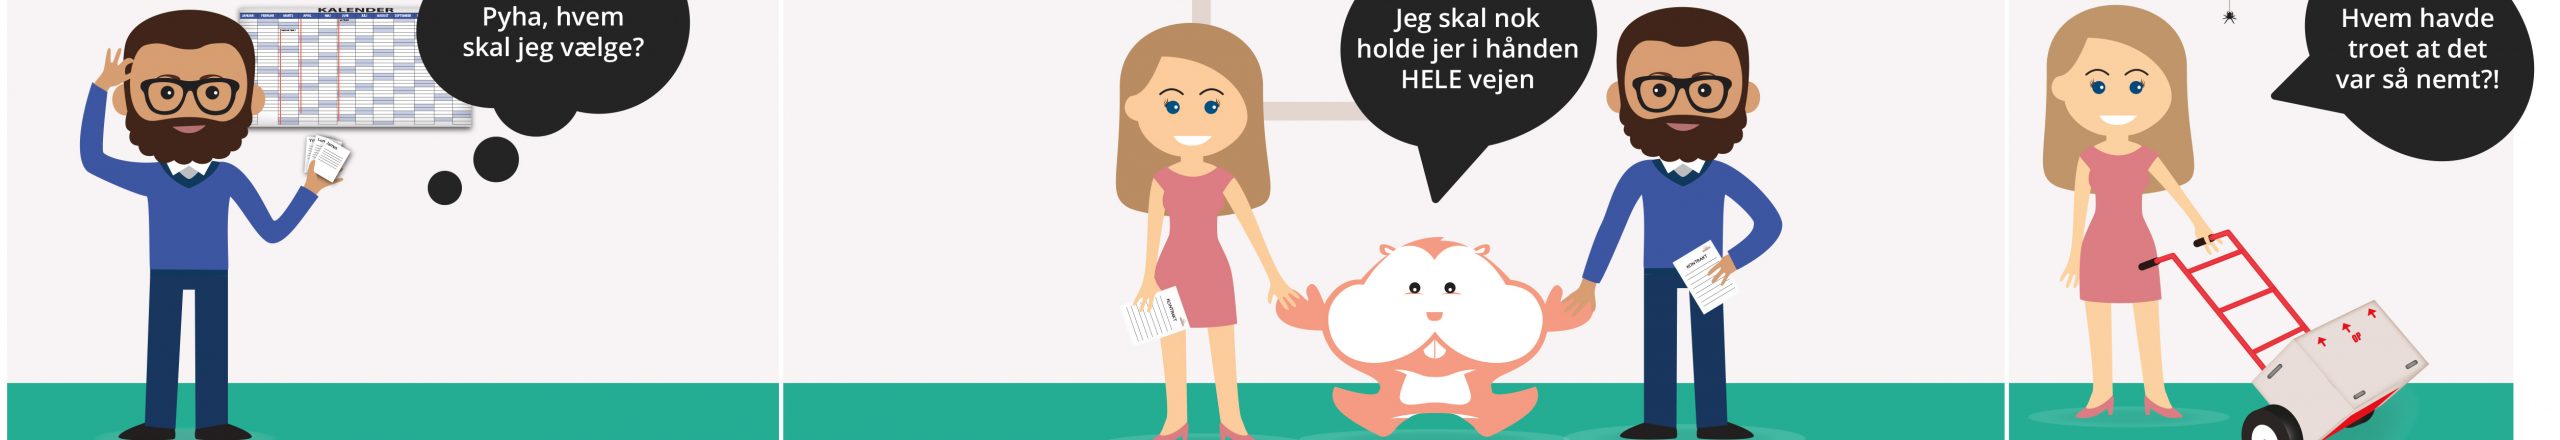 KALENDER
Pyha, hvem
skal jeg vælge?
Jeg skal nok
holde jer i hånden
HELE vejen
KONTRAKT
KONTRAKT
Hvem havde
troet at det
var så nemt?!
OP